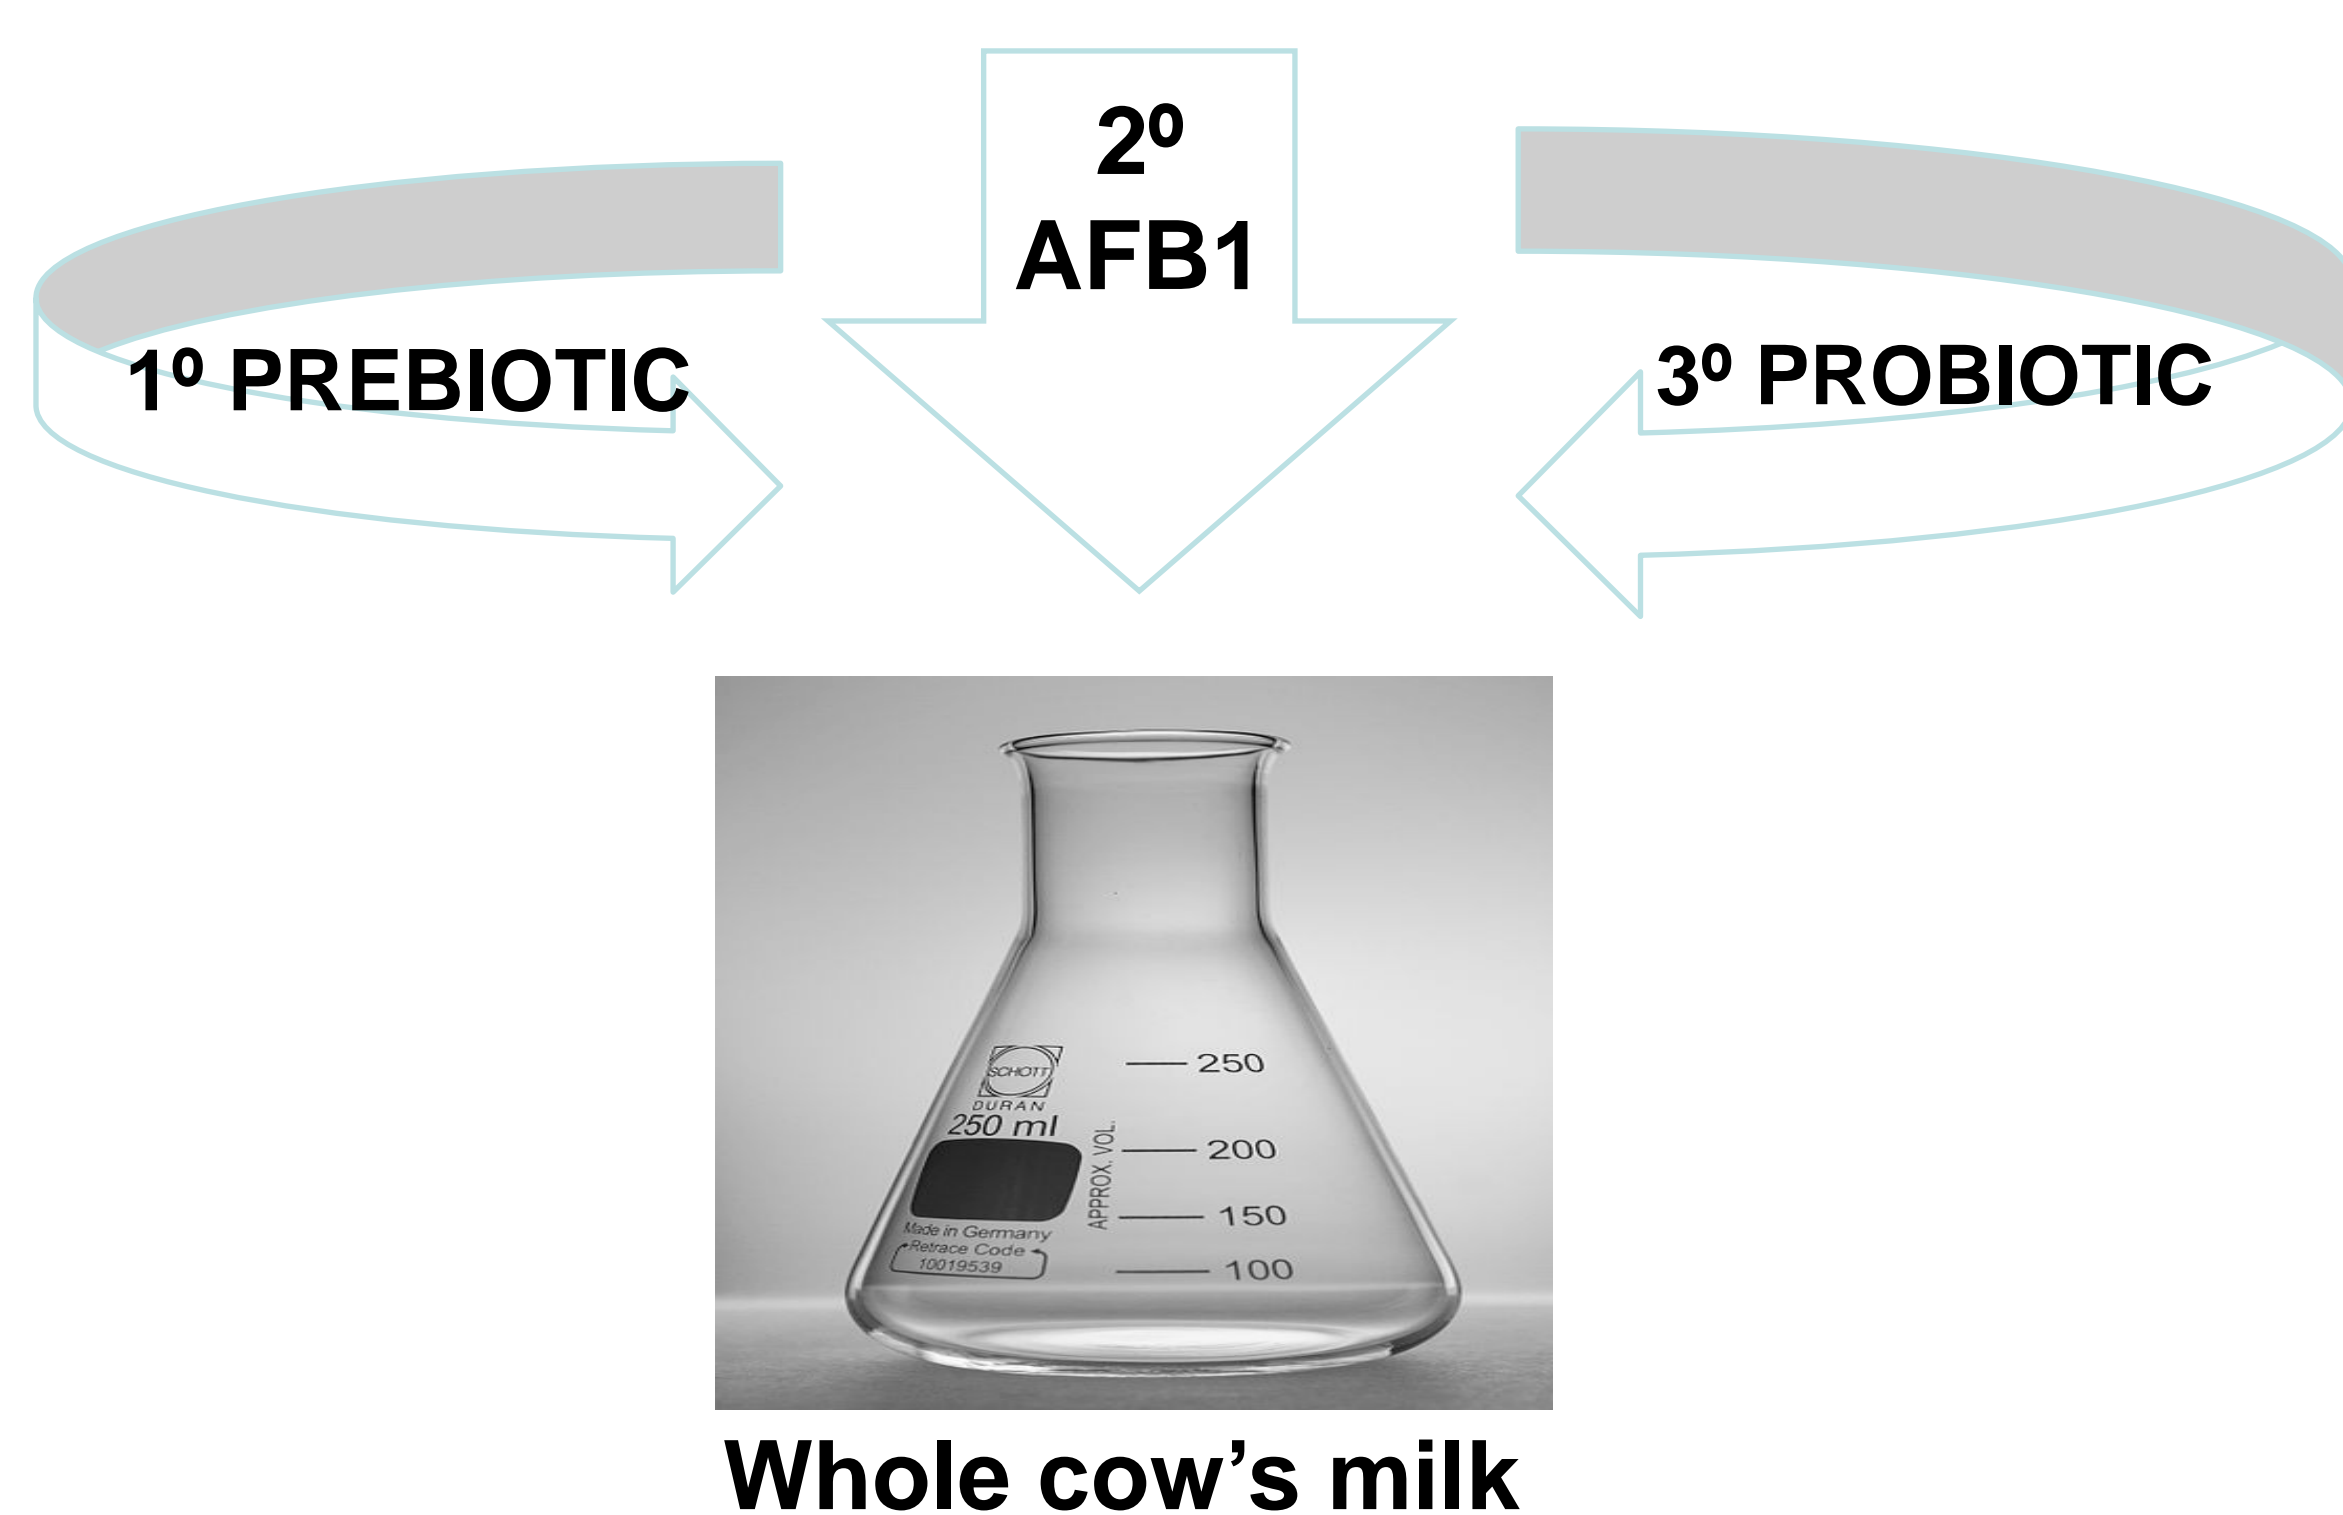 2º
AFB1
1º PREBIOTIC
3º PROBIOTIC
SCHOTT
DURAN
250 ml
250
200
150
100
APPROX. VOL.
Made in Germany
Retrace Code
10019539
Whole cow’s milk